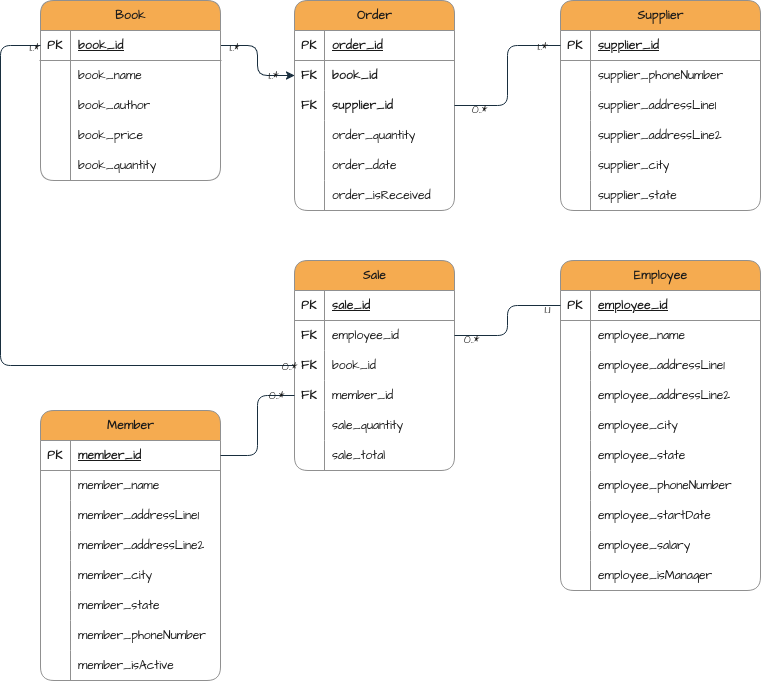 Book
PK book_id
book_name
book_author
book_price
book_quantity
Order
PK order_id
FK book_id
FK supplier_id
order_quantity
order_date
order_isReceived
Supplier
PK supplier_id
supplier_phoneNumber
supplier_addressLine1
supplier_addressLine2
supplier_city
supplier_state
1..*
1..*
1..*
0..*
1..*
Sale
PK sale_id
FK employee_id
FK book_id
FK member_id
sale_quantity
sale_total
Employee
PK employee_id
employee_name
employee_addressLine1
employee_addressLine2
employee_city
employee_state
employee_phoneNumber
employee_startDate
employee_salary
employee_isManager
0..*
0..*
0..*
Member
PK member_id
member_name
member_addressLine1
member_addressLine2
member_city
member_state
member_phoneNumber
member_isActive